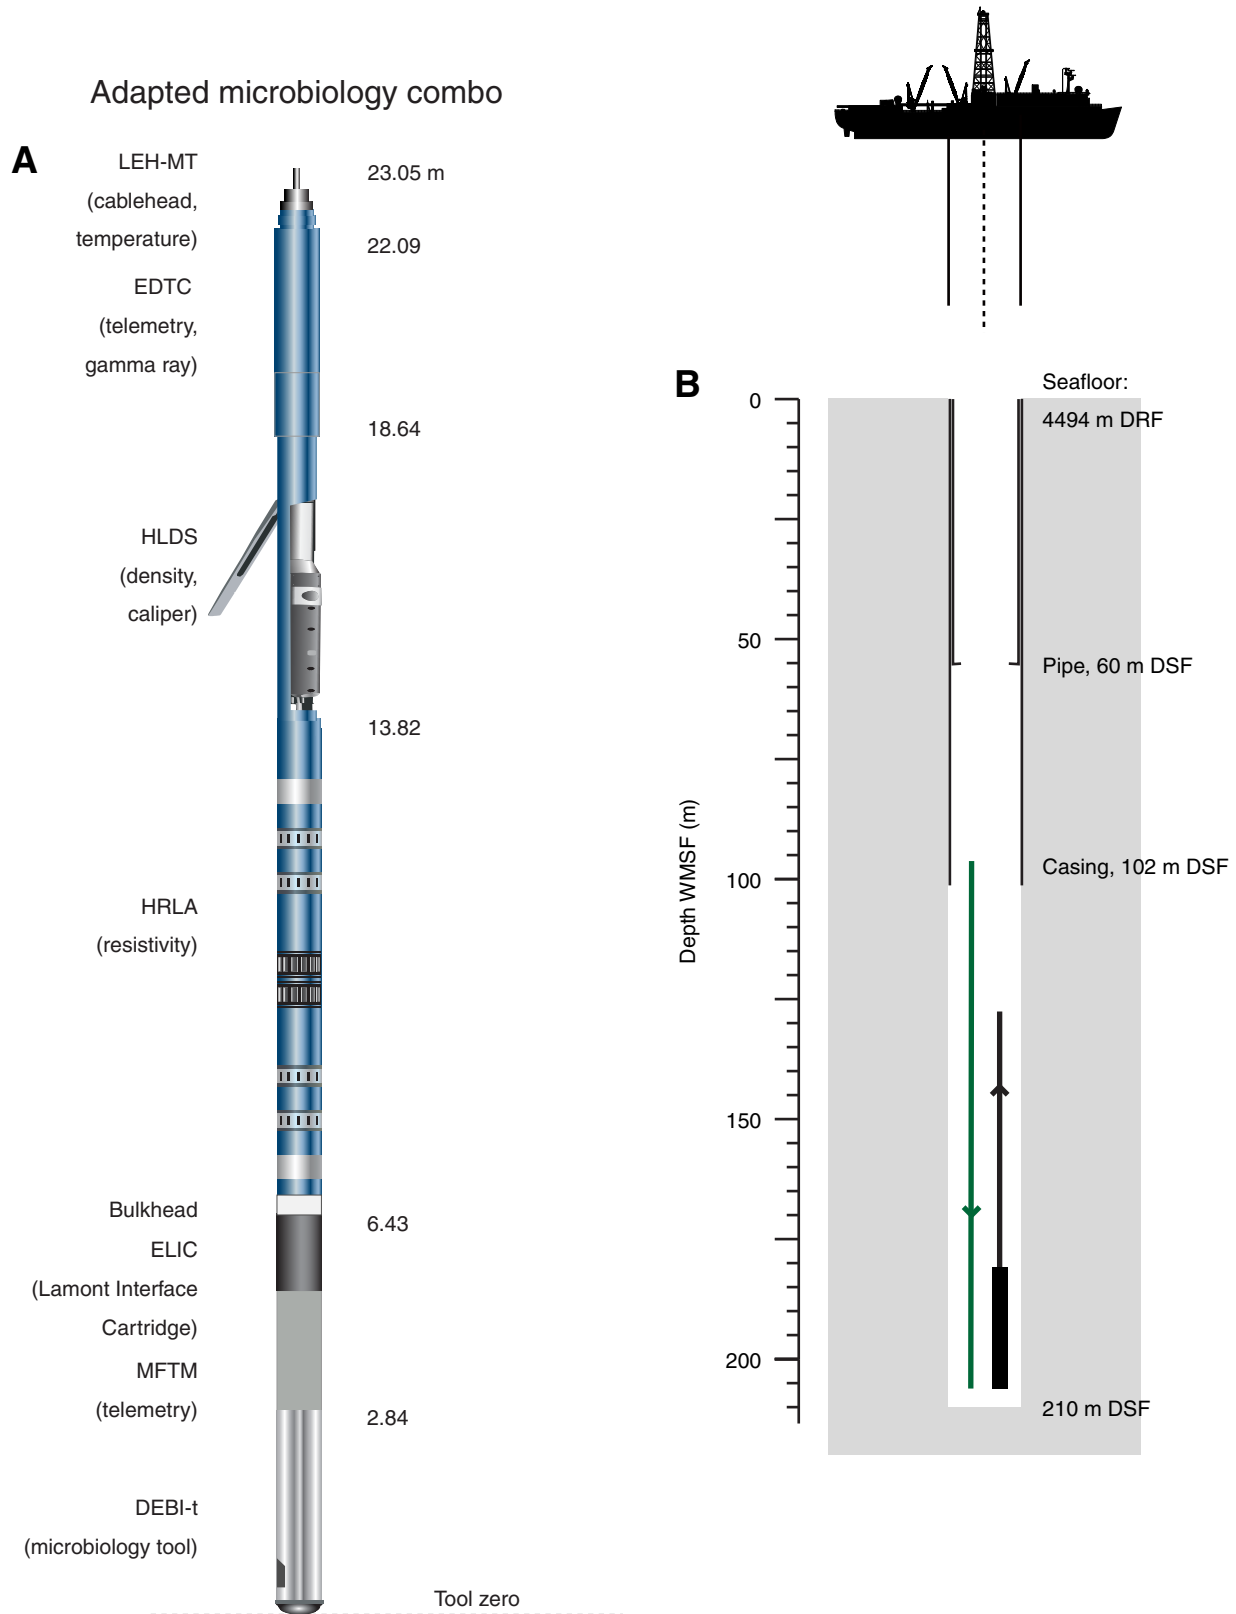 Adapted microbiology combo
A
LEH-MT
(cablehead,
temperature)
23.05 m
22.09
EDTC
(telemetry,
gamma ray)
18.64
HLDS
(density,
caliper)
13.82
HRLA
(resistivity)
Bulkhead
6.43
ELIC
(Lamont Interface
Cartridge)
MFTM
(telemetry)
2.84
DEBI-t
(microbiology tool)
Tool zero
B
Seafloor:
4494 m DRF
0
50
Pipe, 60 m DSF
Depth WMSF (m)
Casing, 102 m DSF
100
150
200
210 m DSF